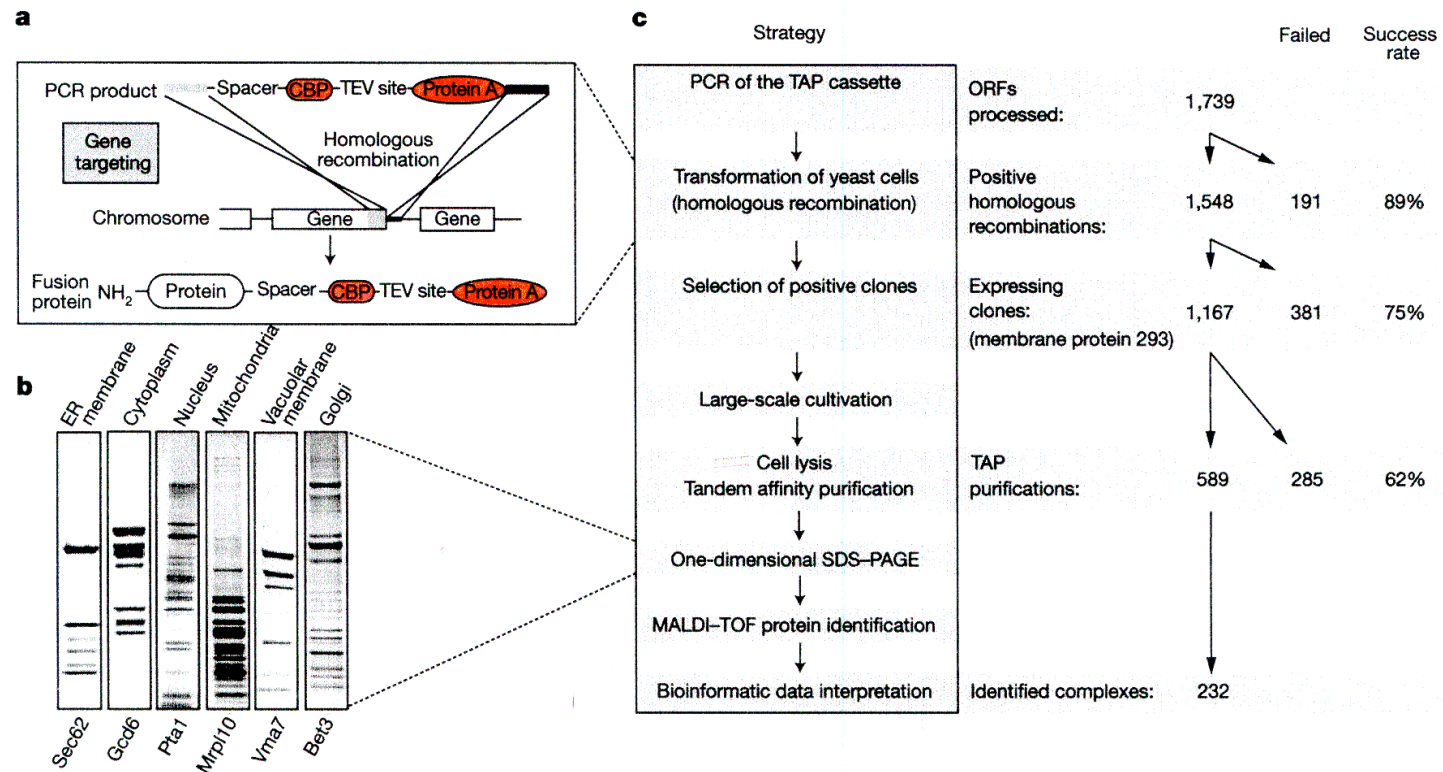 a
PCR product
Spacer CBP TEV site Protein A
Gene
targeting
Homologous
recombination
Chromosome
Gene
Gene
Fusion
protein
NH2
Protein
Spacer
CBP
TEV site
Protein A
b
ER
membrane
Cytoplasm
Nucleus
Mitochondria
Vacuolar
membrane
Golgi
Sec62
Gcd6
Pta1
Mrpl10
Vma7
Bet3
c
Strategy
Failed
Success
rate
PCR of the TAP cassette
ORFs
processed:
1,739
Transformation of yeast cells
(homologous recombination)
Positive
homologous
recombinations:
1,548
191
89%
Selection of positive clones
Expressing
clones:
(membrane protein 293)
1,167
381
75%
Large-scale cultivation
Cell lysis
Tandem affinity purification
TAP
purifications:
589
285
62%
One-dimensional SDS–PAGE
MALDI–TOF protein identification
Bioinformatic data interpretation
Identified complexes:
232